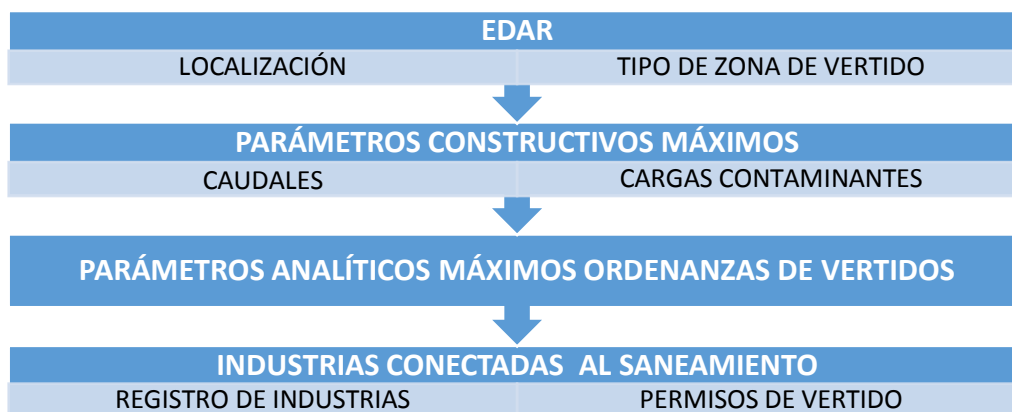 EDAR
LOCALIZACIÓN TIPO DE ZONA DE VERTIDO
PARÁMETROS CONSTRUCTIVOS MÁXIMOS
CAUDALES CARGAS CONTAMINANTES
PARÁMETROS ANALÍTICOS MÁXIMOS ORDENANZAS DE VERTIDOS
INDUSTRIAS CONECTADAS AL SANEAMIENTO
REGISTRO DE INDUSTRIAS PERMISOS DE VERTIDO